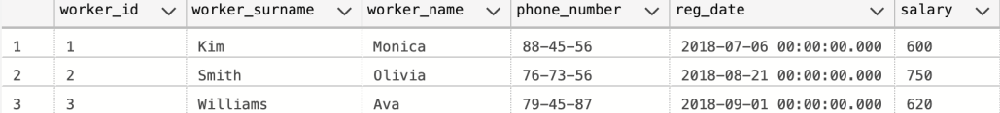 worker_id worker_surname worker_name phone_number reg_date salary
1 1 Kim Monica 88-45-56 2018-07-06 00:00:00.000 600
2 2 Smith Olivia 76-73-56 2018-08-21 00:00:00.000 750
3 3 Williams Ava 79-45-87 2018-09-01 00:00:00.000 620